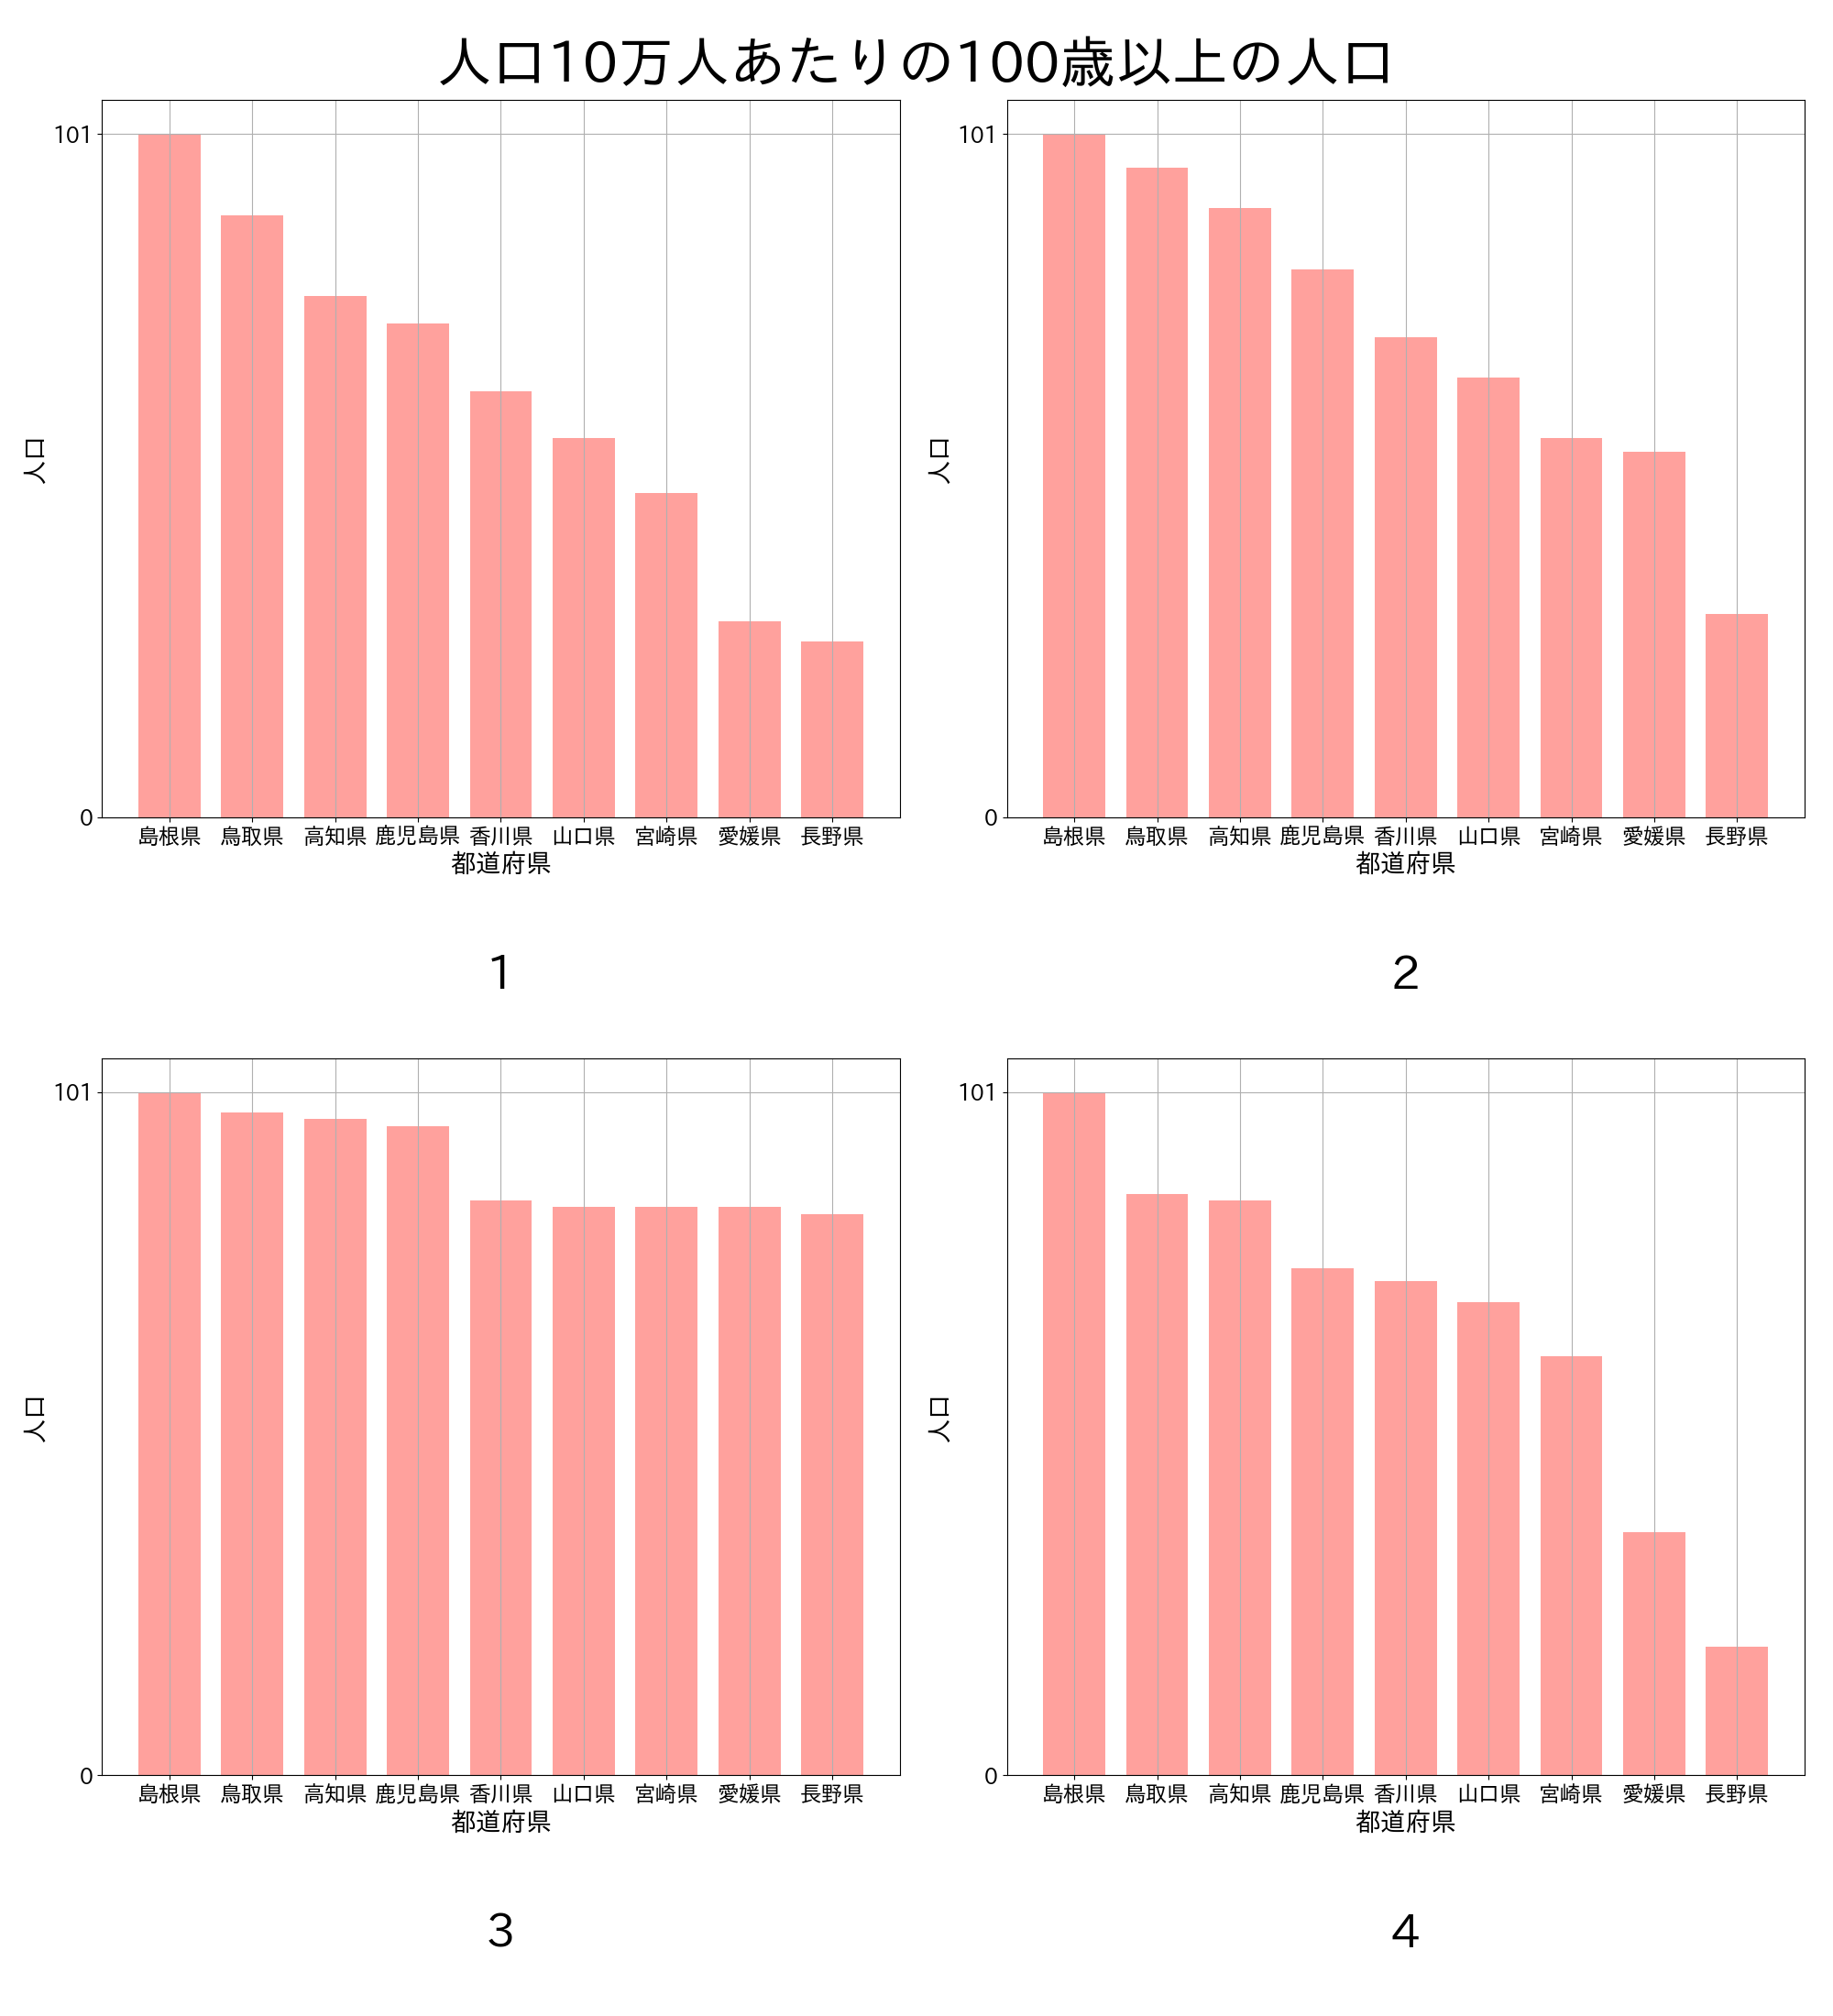 人口10万人あたりの100歳以上の人口
101
人口
0
島根県 鳥取県 高知県 鹿児島県 香川県 山口県 宮崎県 愛媛県 長野県
都道府県
1
101
人口
0
島根県 鳥取県 高知県 鹿児島県 香川県 山口県 宮崎県 愛媛県 長野県
都道府県
2
101
人口
0
島根県 鳥取県 高知県 鹿児島県 香川県 山口県 宮崎県 愛媛県 長野県
都道府県
3
101
人口
0
島根県 鳥取県 高知県 鹿児島県 香川県 山口県 宮崎県 愛媛県 長野県
都道府県
4